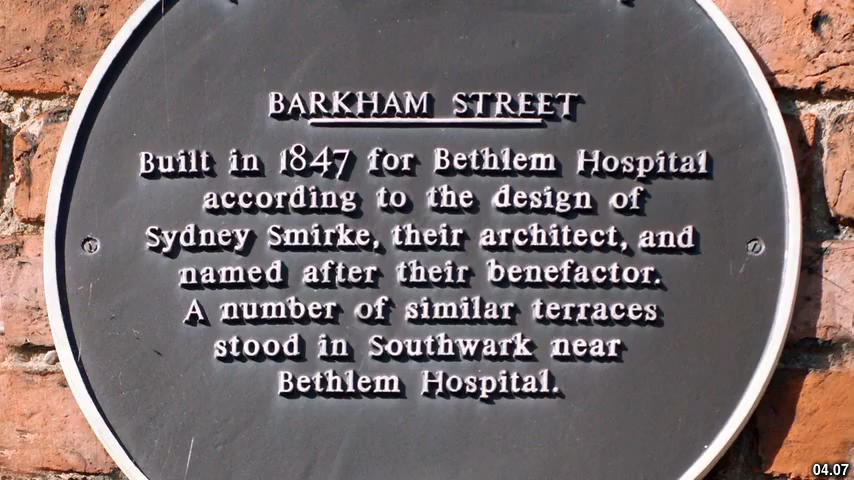 BARKHAM STREET
Built in 1847 for Bethlem Hospital
according to the design of
Sydney Smirke, their architect, and
named after their benefactor.
A number of similar terraces
stood in Southwark near
Bethlem Hospital.
04.07